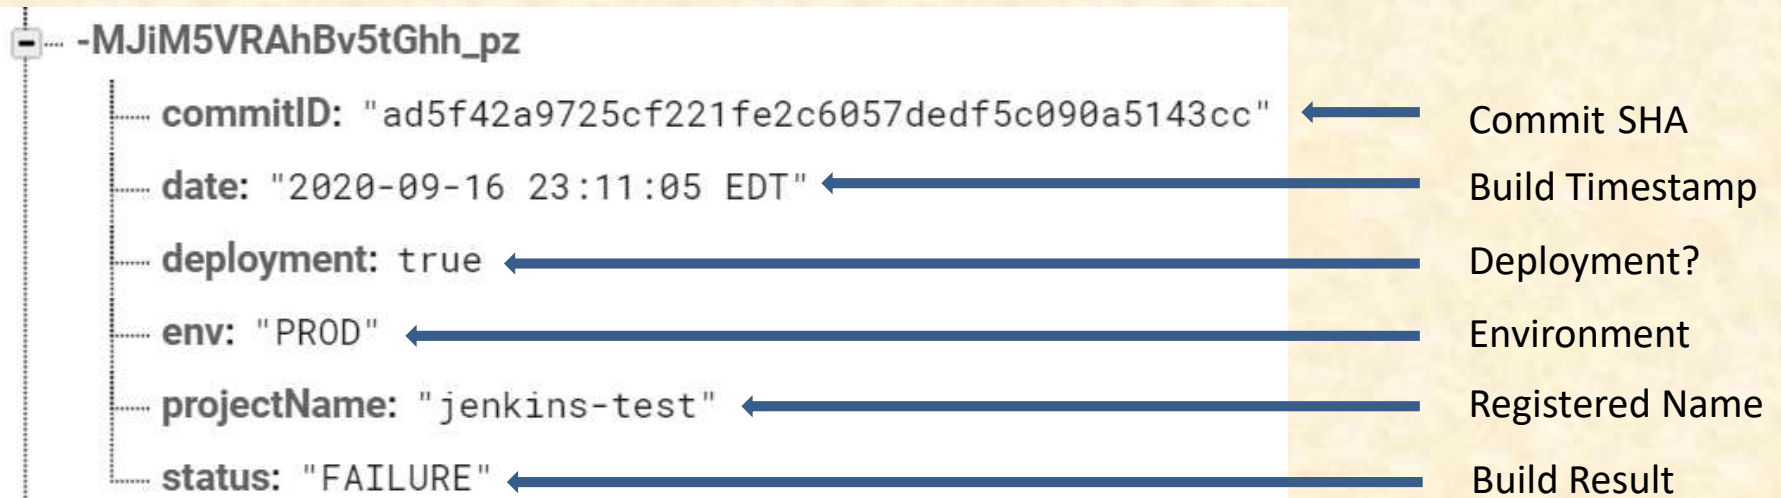 -MJiM5VRAhBv5tGhh_pz
commitID: "ad5f42a9725cf221fe2c6057dedf5c090a5143cc" Commit SHA
date: "2020-09-16 23:11:05 EDT" Build Timestamp
deployment: true Deployment?
env: "PROD" Environment
projectName: "jenkins-test" Registered Name
status: "FAILURE" Build Result